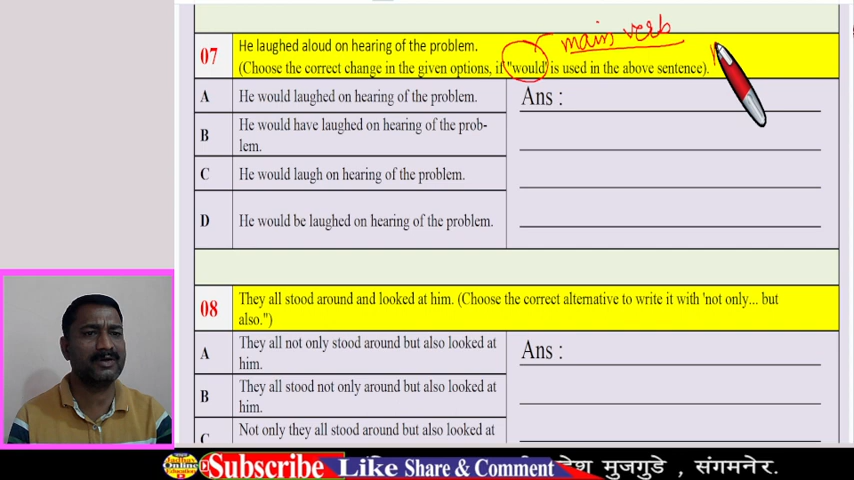 main verb
07
He laughed aloud on hearing of the problem.
(Choose the correct change in the given options, if "would' is used in the above sentence).
A
He would laughed on hearing of the problem.
Ans :
B
He would have laughed on hearing of the prob-
lem.
C
He would laugh on hearing of the problem.
D
He would be laughed on hearing of the problem.
08
They all stood around and looked at him. (Choose the correct alternative to write it with 'not only... but
also.")
A
They all not only stood around but also looked at
him.
Ans :
B
They all stood not only around but also looked at
him.
C
Not only they all stood around but also looked at
Jadhav
Online
Education
Subscribe Like Share & Comment
मुजगुडे , संगमनेर.